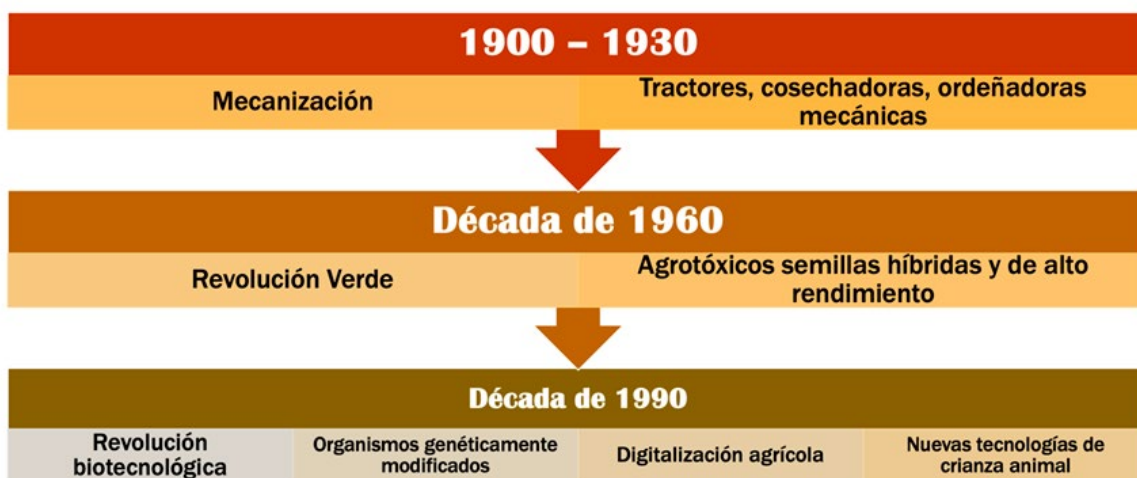 1900 – 1930
Mecanización
Tractores, cosechadoras, ordeñadoras
mecánicas
Década de 1960
Revolución Verde
Agrotóxicos semillas híbridas y de alto
rendimiento
Década de 1990
Revolución
biotecnológica
Organismos genéticamente
modificados
Digitalización agrícola
Nuevas tecnologías de
crianza animal